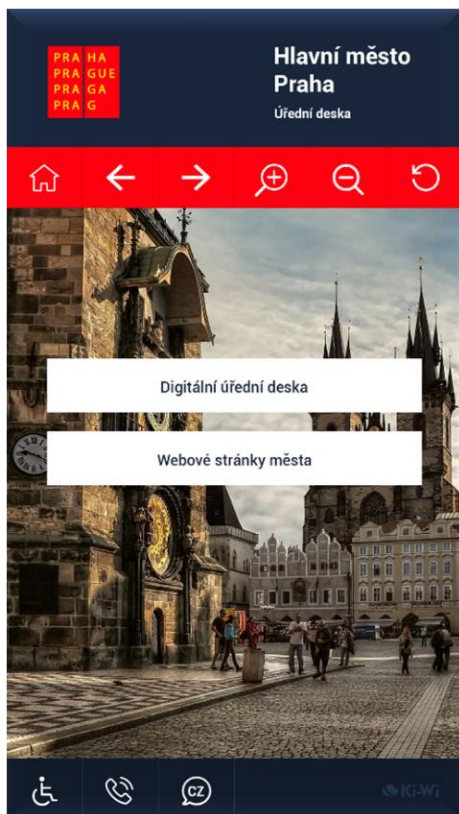 PRA HA
PRA GUE
PRA GA
PRA G
Hlavní město
Praha
Úřední deska
Digitální úřední deska
Webové stránky města
CZ
Ki-Wi